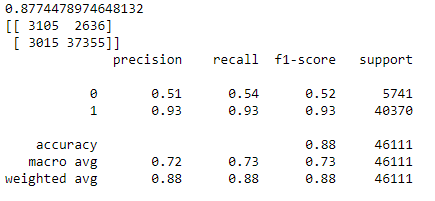 0.8774478974648132
[[ 3105  2636]
 [ 3015 37355]]
              precision    recall  f1-score   support

           0       0.51      0.54      0.52      5741
           1       0.93      0.93      0.93     40370

    accuracy                           0.88     46111
   macro avg       0.72      0.73      0.73     46111
weighted avg       0.88      0.88      0.88     46111